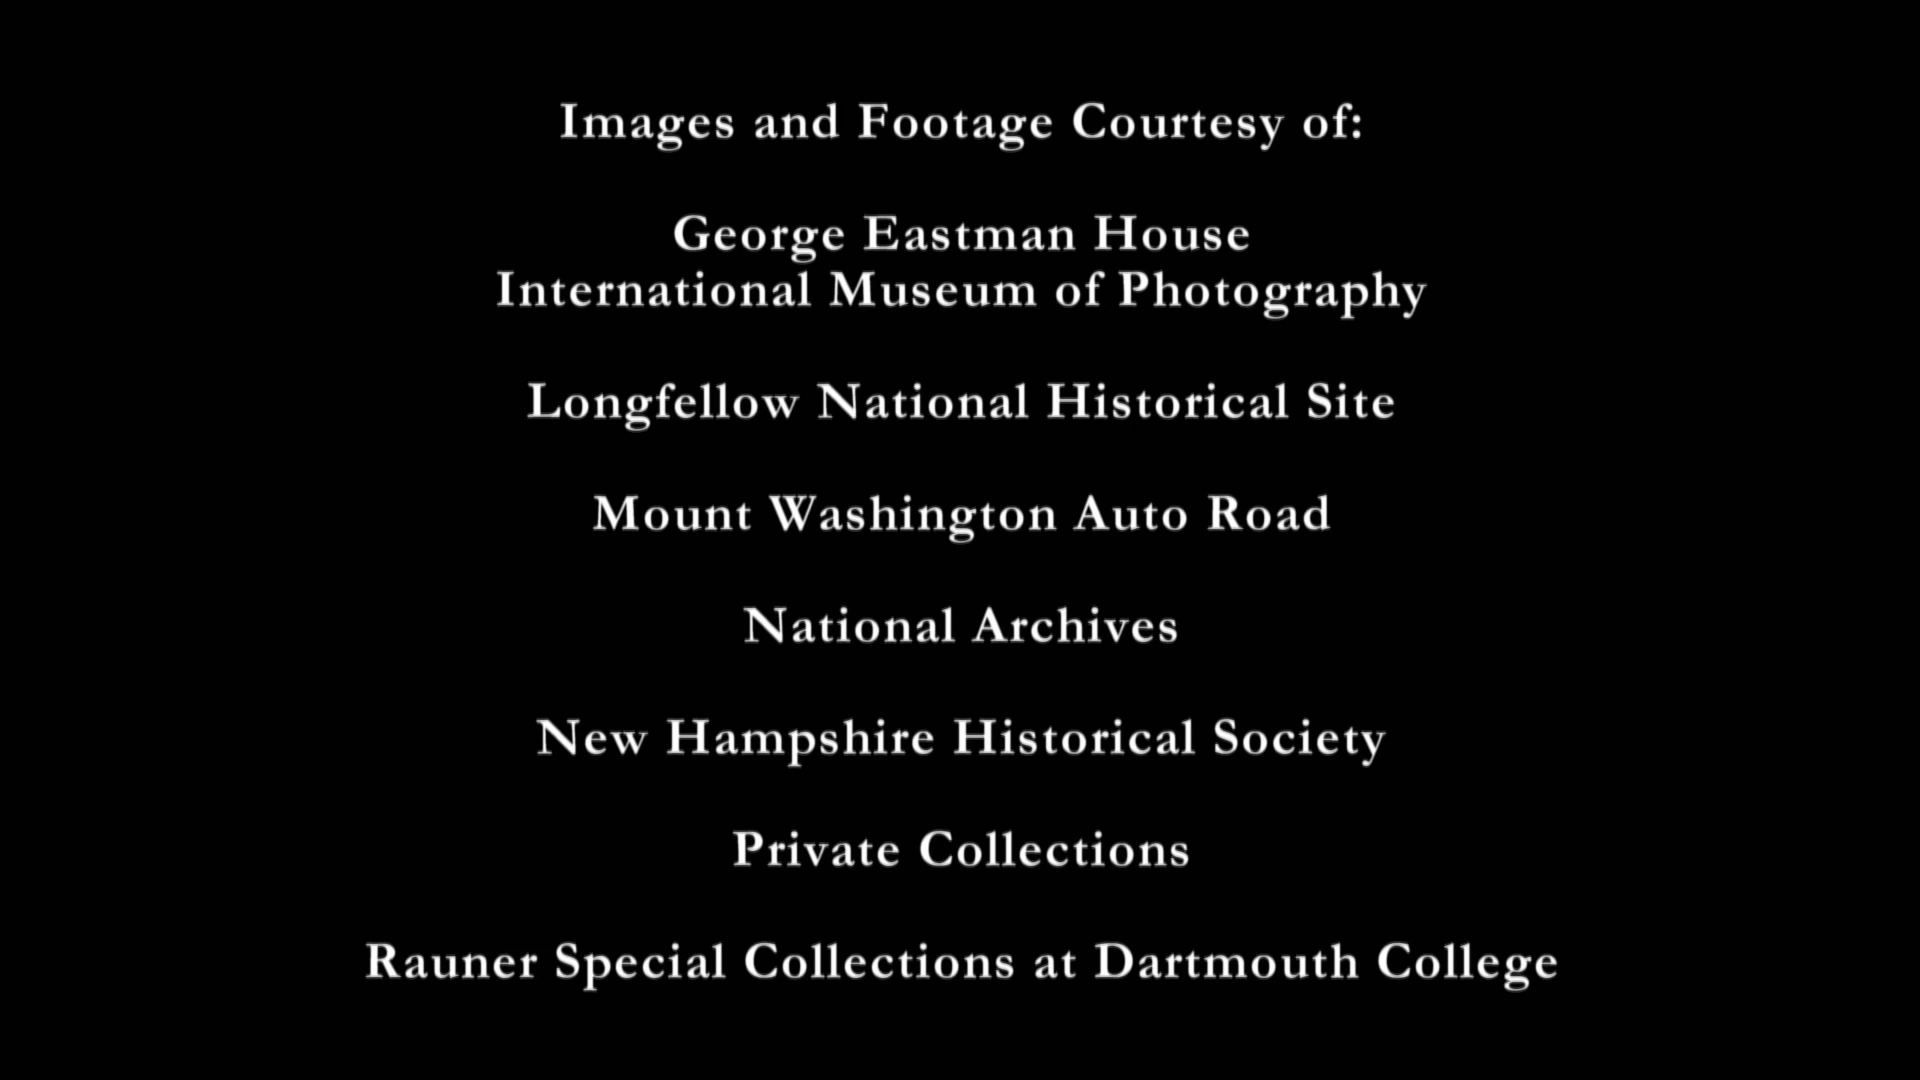 Images and Footage Courtesy of:
George Eastman House
International Museum of Photography
Longfellow National Historical Site
Mount Washington Auto Road
National Archives
New Hampshire Historical Society
Private Collections
Rauner Special Collections at Dartmouth College